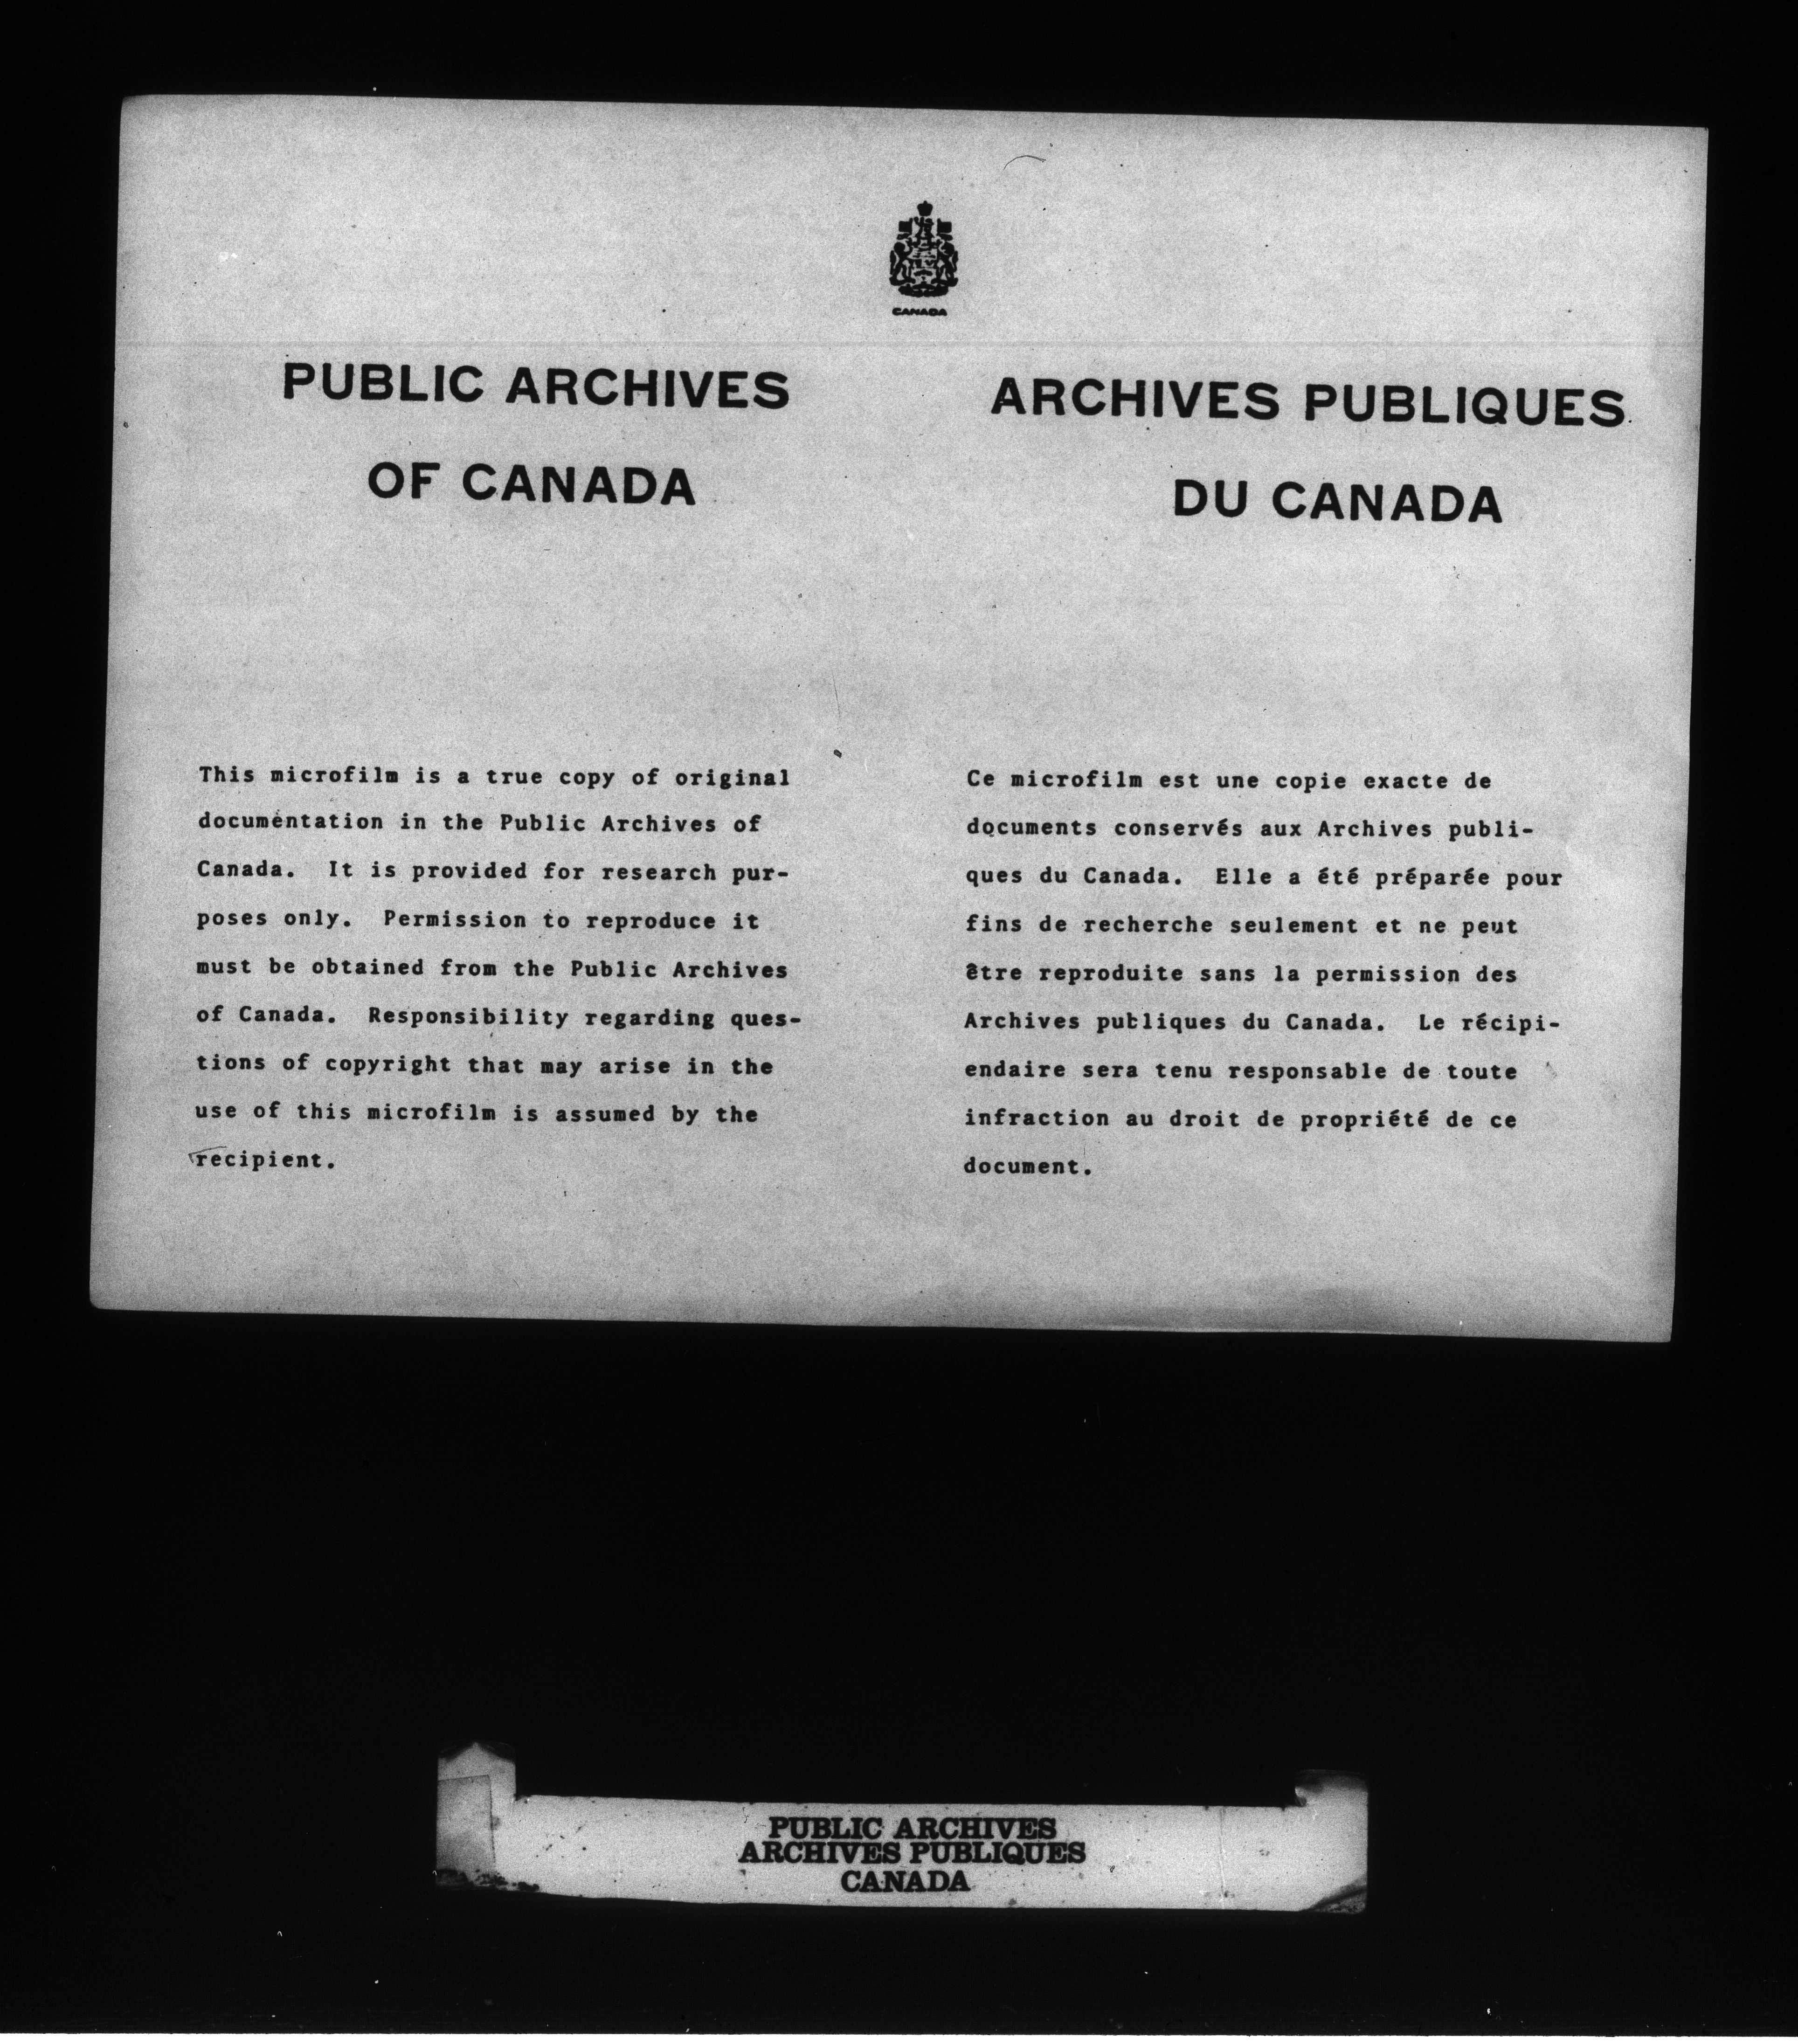 CANADA
PUBLIC ARCHIVES
OF CANADA
This microfilm is a true copy of original
documentation in the Public Archives of
Canada. It is provided for research pur-
poses only. Permission to reproduce it
must be obtained from the Public Archives
of Canada. Responsibility regarding ques-
tions of copyright that may arise in the
use of this microfilm is assumed by the
recipient.
ARCHIVES PUBLIQUES
DU CANADA
Ce microfilm est une copie exacte de
documents conservés aux Archives publi-
ques du Canada. Elle a été préparée pour
fins de recherche seulement et ne peut
être reproduite sans la permission des
Archives publiques du Canada. Le récipi-
endaire sera tenu responsable de toute
infraction au droit de propriété de ce
document.
PUBLIC ARCHIVES
ARCHIVES PUBLIQUES
CANADA